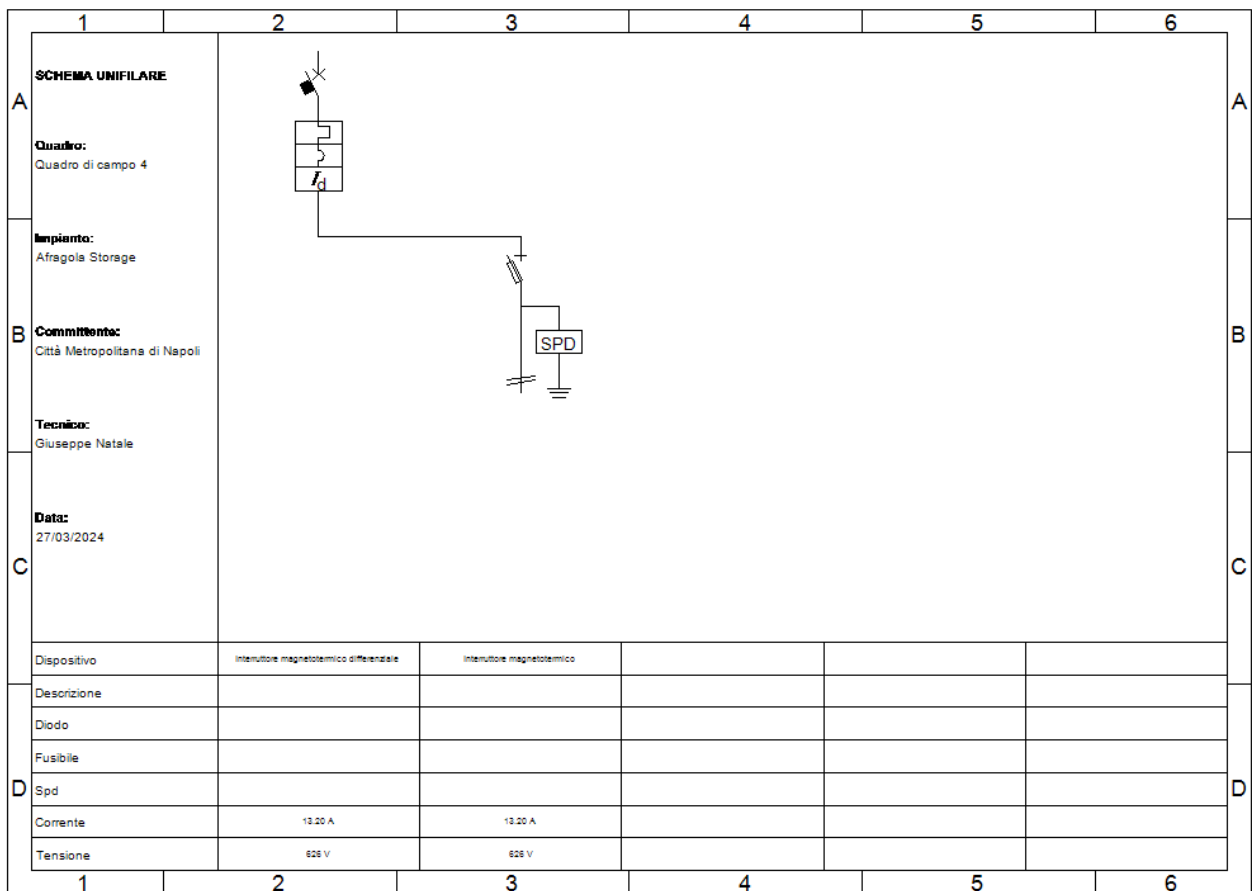 1 2 3 4 5 6
A A
SCHEMA UNIFILARE
Quadro:
Quadro di campo 4
Id
Impianto:
Afragola Storage
B B
Committente:
Città Metropolitana di Napoli
SPD
Tecnico:
Giuseppe Natale
Data:
27/03/2024
C C
Dispositivo Interruttore magnetotermico differenziale Interruttore magnetotermico
Descrizione
Diodo
Fusibile
D Spd D
Corrente 13.20 A 13.20 A
Tensione 626 V 626 V
1 2 3 4 5 6